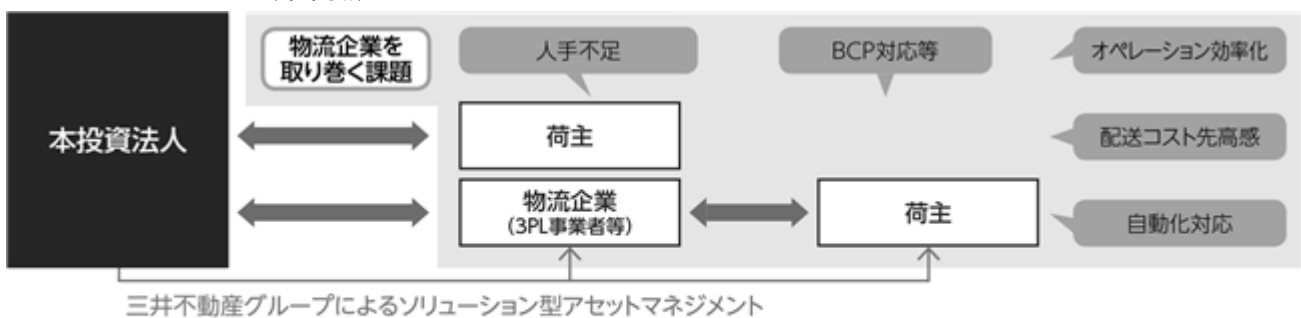 物流企業を
取り巻く課題
人手不足
BCP対応等
オペレーション効率化
本投資法人
荷主
配送コスト先高感
物流企業
(3PL事業者等)
荷主
自動化対応
三井不動産グループによるソリューション型アセットマネジメント